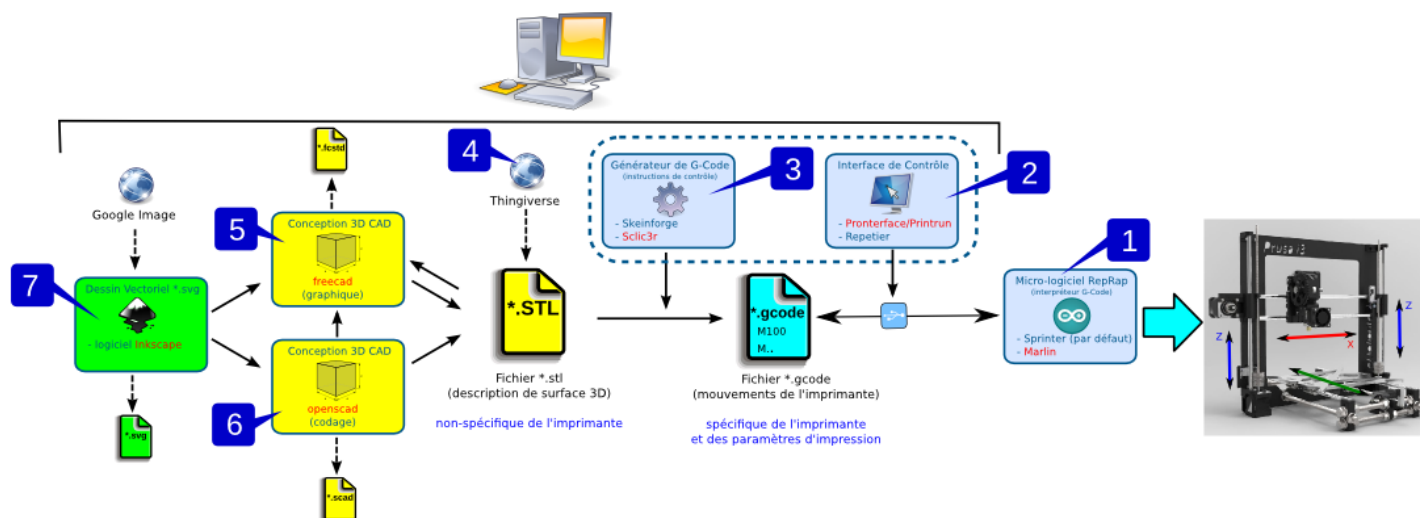 *.fcstd
4
Google Image
Thingiverse
Générateur de G-Code
(instructions de contrôle)
3
- Skeinforge
- Sclic3r
Interface de Contrôle
2
- Pronterface/Printrun
- Repetier
5
Conception 3D CAD
freecad
(graphique)
1
Micro-logiciel RepRap
(interpréteur G-Code)
- Sprinter (par défaut)
- Marlin
7
Dessin Vectoriel *.svg
- logiciel Inkscape
*.STL
*.gcode
M100
M..
Prusa i3
Z
X
Z
6
Conception 3D CAD
openscad
(codage)
Fichier *.stl
(description de surface 3D)
non-spécifique de l'imprimante
Fichier *.gcode
(mouvements de l'imprimante)
spécifique de l'imprimante
et des paramètres d'impression
*.svg
*.scad